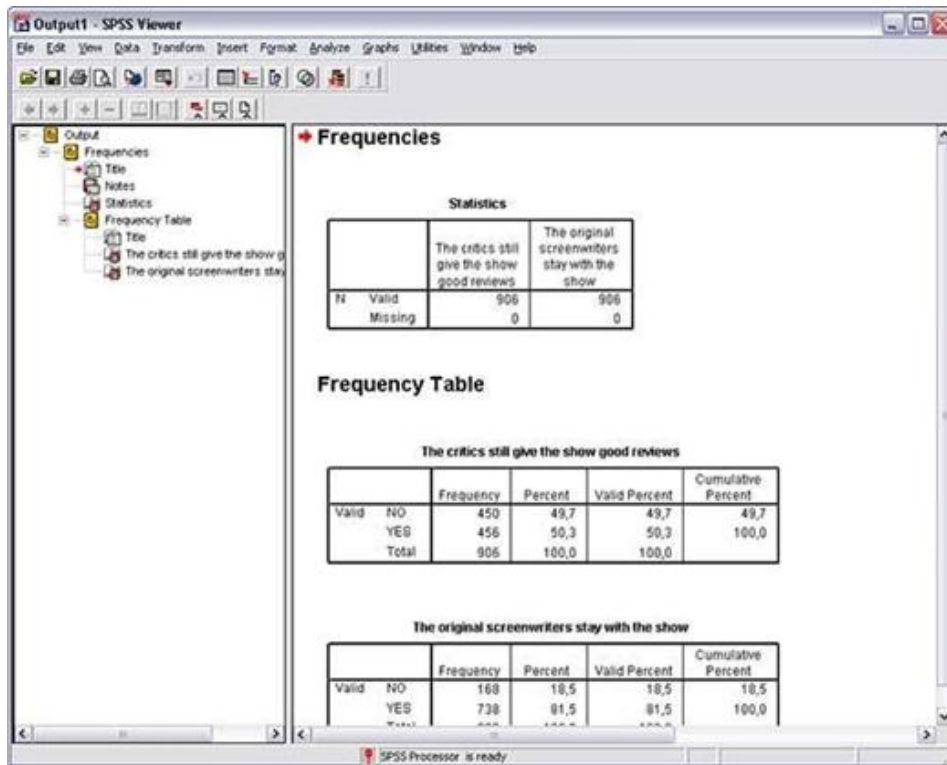 Output1 - SPSS Viewer
File Edit View Data Transform Insert Format Analyze Graphs Utilities Window Help
Output
Frequencies
Title
Notes
Statistics
Frequency Table
Title
The critics still give the show g
The original screenwriters stay
Frequencies
Statistics
The critics still give the show good reviews
The original screenwriters stay with the show
N Valid 906 906
Missing 0 0
Frequency Table
The critics still give the show good reviews
Frequency Percent Valid Percent Cumulative Percent
Valid NO 450 49,7 49,7 49,7
YES 456 50,3 50,3 100,0
Total 906 100,0 100,0
The original screenwriters stay with the show
Frequency Percent Valid Percent Cumulative Percent
Valid NO 168 18,5 18,5 18,5
YES 738 81,5 81,5 100,0
SPSS Processor is ready